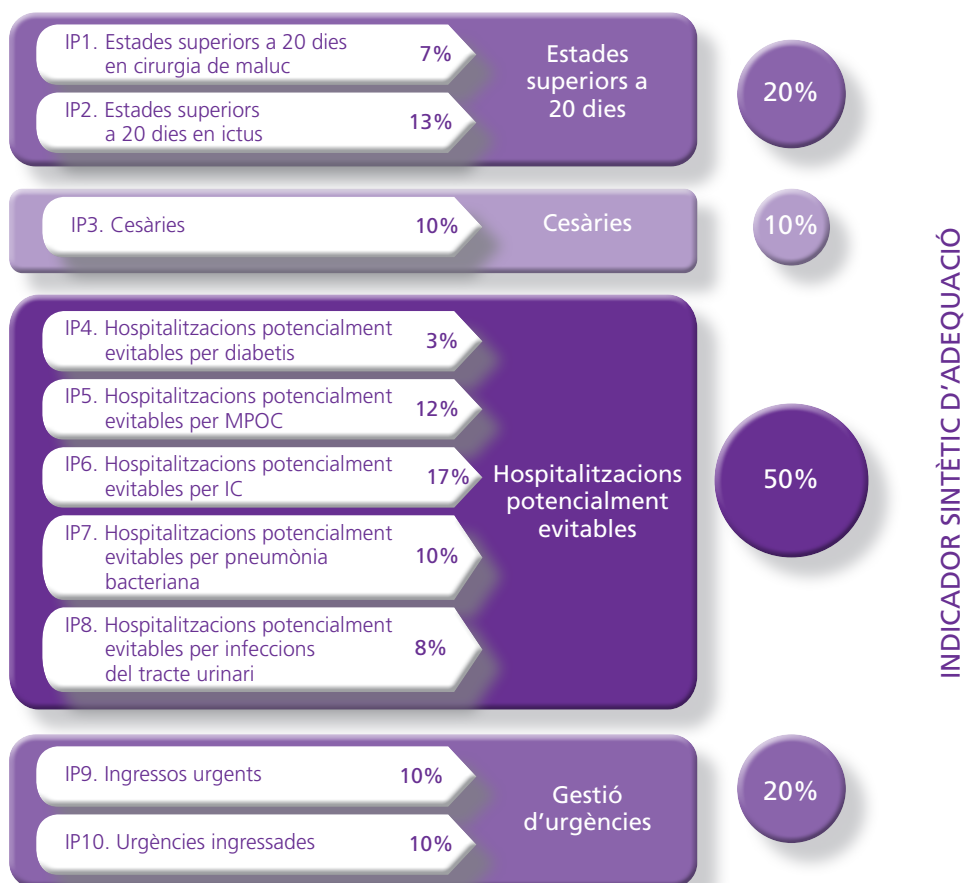 IP1. Estades superiors a 20 dies
en cirurgia de maluc
7%
IP2. Estades superiors
a 20 dies en ictus
13%
Estades
superiors a
20 dies
20%
IP3. Cesàries
10%
Cesàries
10%
IP4. Hospitalitzacions potencialment
evitables per diabetis
3%
IP5. Hospitalitzacions potencialment
evitables per MPOC
12%
IP6. Hospitalitzacions potencialment
evitables per IC
17%
IP7. Hospitalitzacions potencialment
evitables per pneumònia
bacteriana
10%
IP8. Hospitalitzacions potencialment
evitables per infeccions
del tracte urinari
8%
Hospitalitzacions
potencialment
evitables
50%
IP9. Ingressos urgents
10%
IP10. Urgències ingressades
10%
Gestió
d’urgències
20%
INDICADOR SINTÈTIC D’ADEQUACIÓ